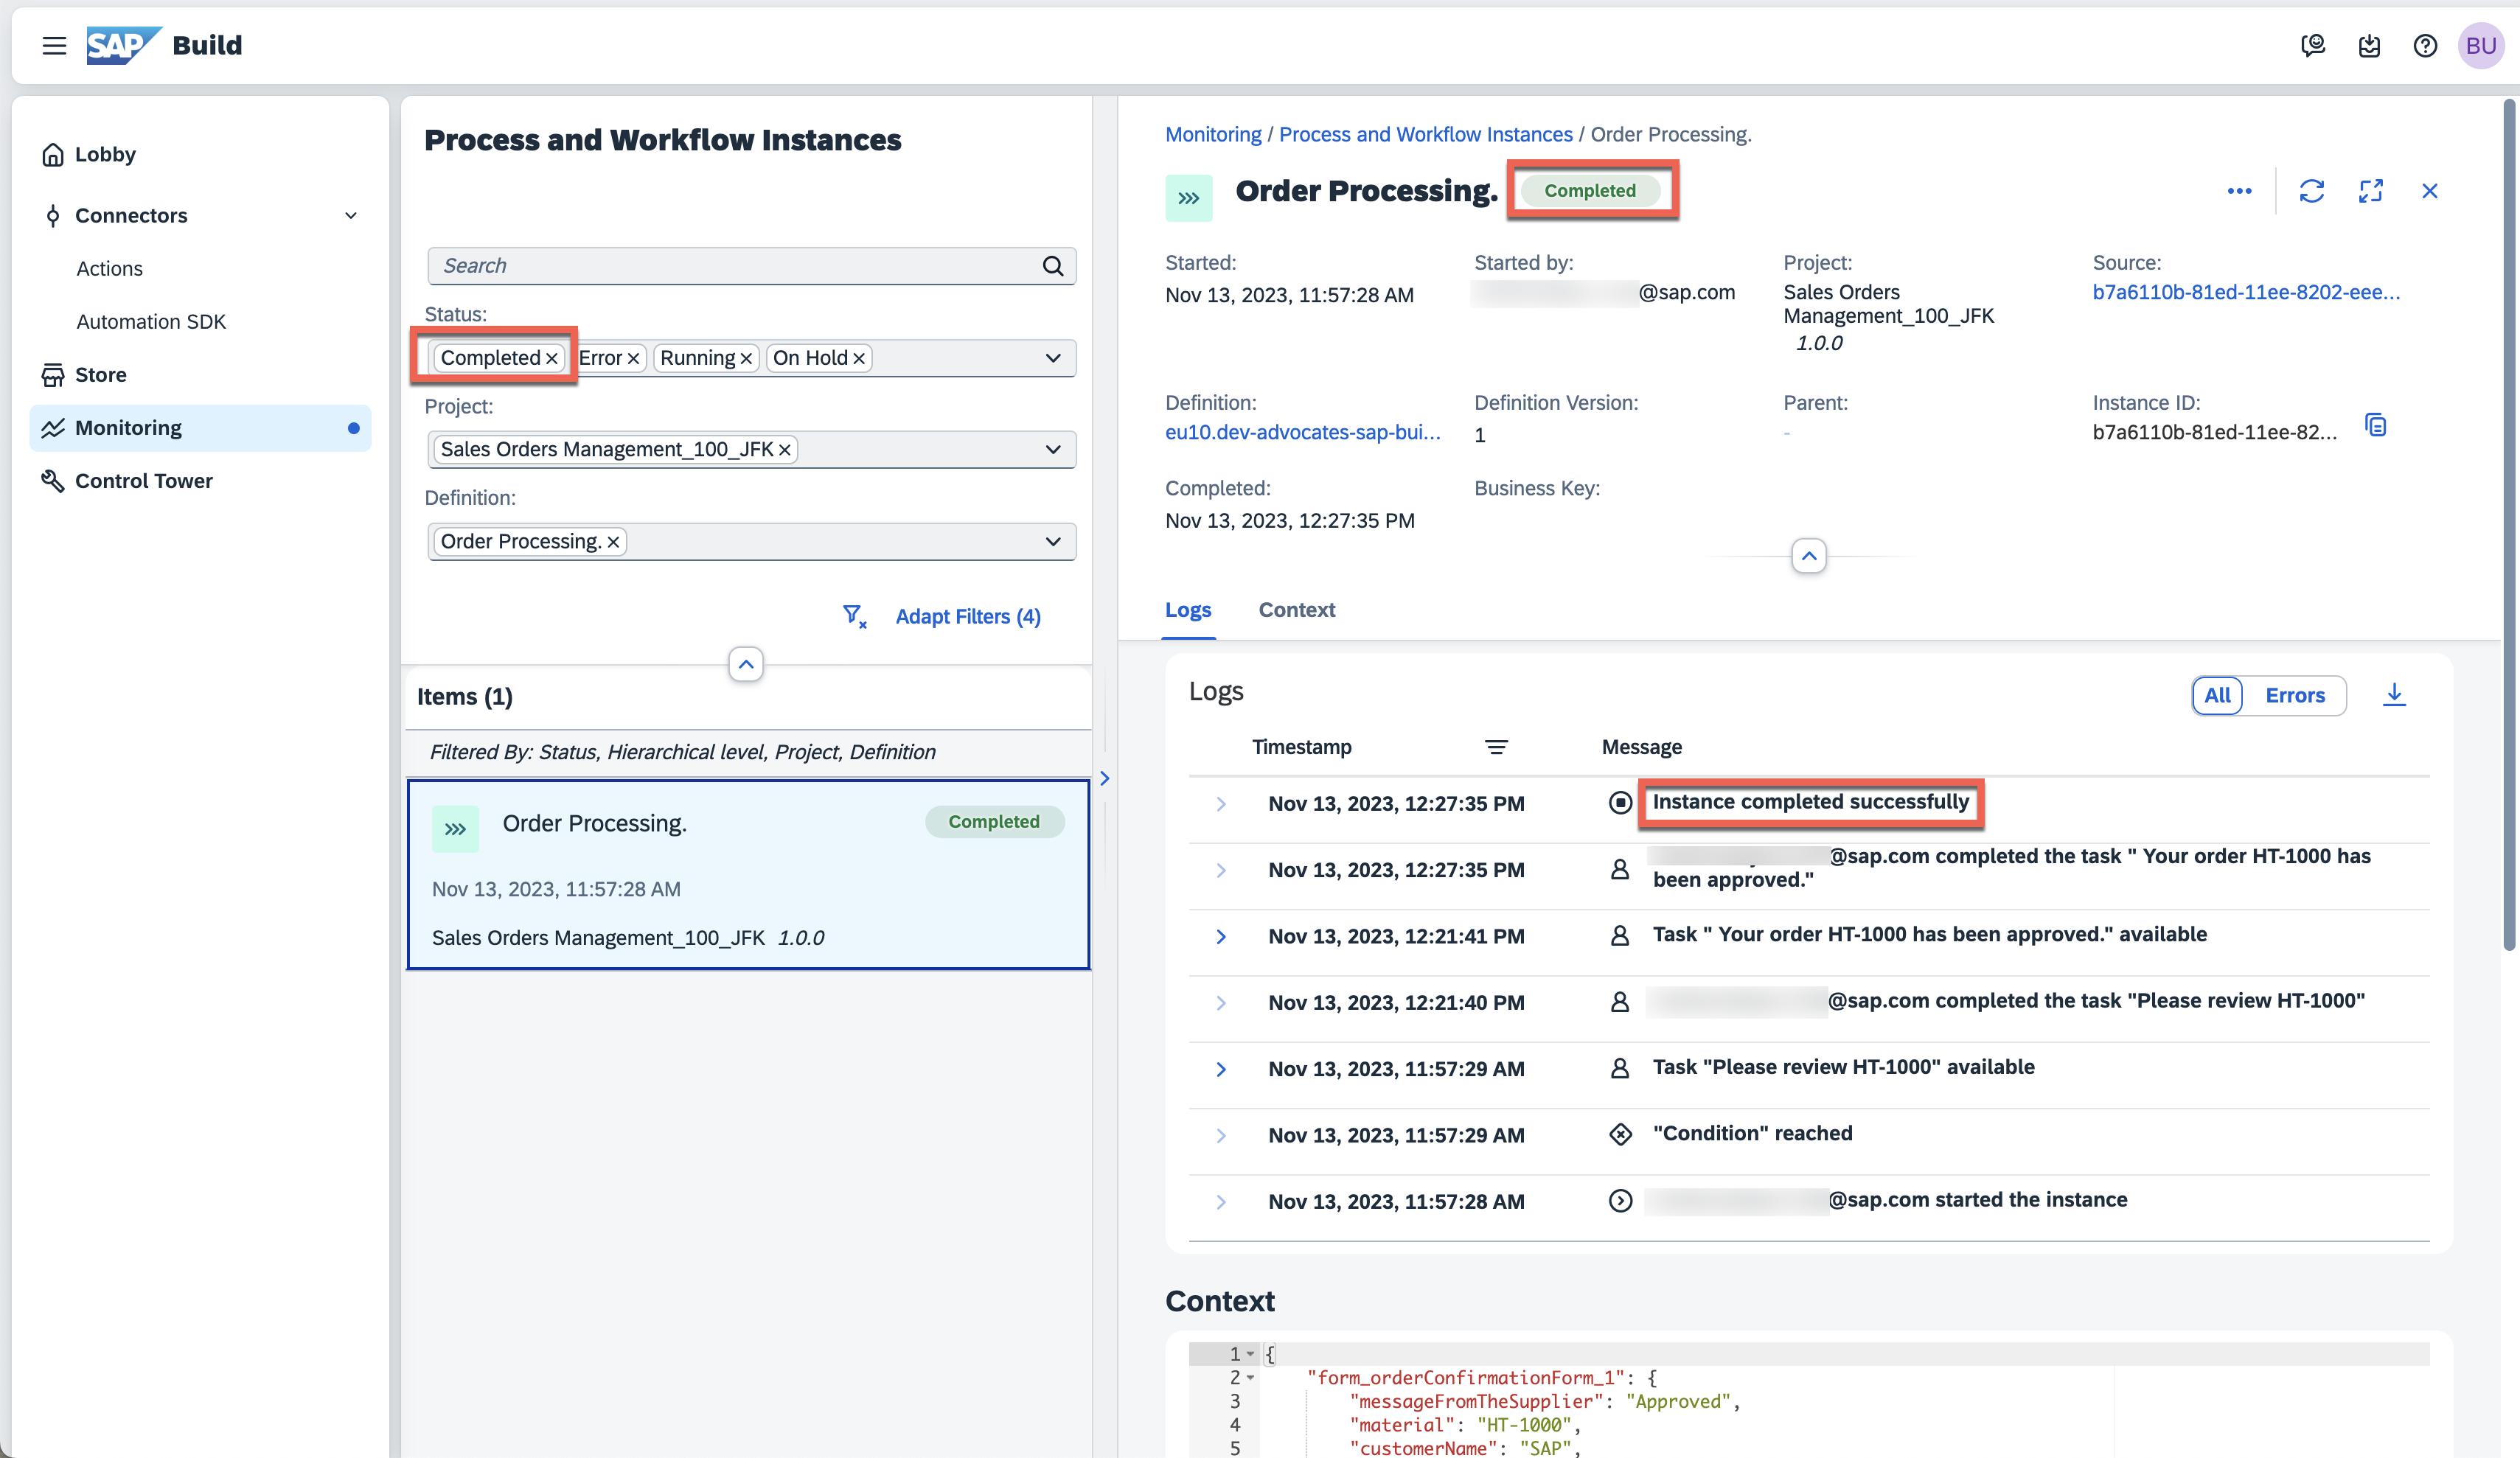 SAP Build
BU
Lobby
Connectors
Actions
Automation SDK
Store
Monitoring
Control Tower
Process and Workflow Instances
Search
Status:
Completed Error Running On Hold
Project:
Sales Orders Management_100_JFK
Definition:
Order Processing.
Adapt Filters (4)
Items (1)
Filtered By: Status, Hierarchical level, Project, Definition
Order Processing. Completed
Nov 13, 2023, 11:57:28 AM
Sales Orders Management_100_JFK 1.0.0
Monitoring / Process and Workflow Instances / Order Processing.
Order Processing. Completed
Started:
Nov 13, 2023, 11:57:28 AM
Started by:
@sap.com
Project:
Sales Orders
Management_100_JFK
1.0.0
Source:
b7a6110b-81ed-11ee-8202-eee...
Definition:
eu10.dev-advocates-sap-bui...
Definition Version:
1
Parent:
-
Instance ID:
b7a6110b-81ed-11ee-82...
Completed:
Nov 13, 2023, 12:27:35 PM
Business Key:
Logs Context
Logs
All Errors
Timestamp Message
Nov 13, 2023, 12:27:35 PM Instance completed successfully
Nov 13, 2023, 12:27:35 PM @sap.com completed the task " Your order HT-1000 has
been approved."
Nov 13, 2023, 12:21:41 PM Task " Your order HT-1000 has been approved." available
Nov 13, 2023, 12:21:40 PM @sap.com completed the task "Please review HT-1000"
Nov 13, 2023, 11:57:29 AM Task "Please review HT-1000" available
Nov 13, 2023, 11:57:29 AM "Condition" reached
Nov 13, 2023, 11:57:28 AM @sap.com started the instance
Context
1 {
2 "form_orderConfirmationForm_1": {
3 "messageFromTheSupplier": "Approved",
4 "material": "HT-1000",
5 "customerName": "SAP",